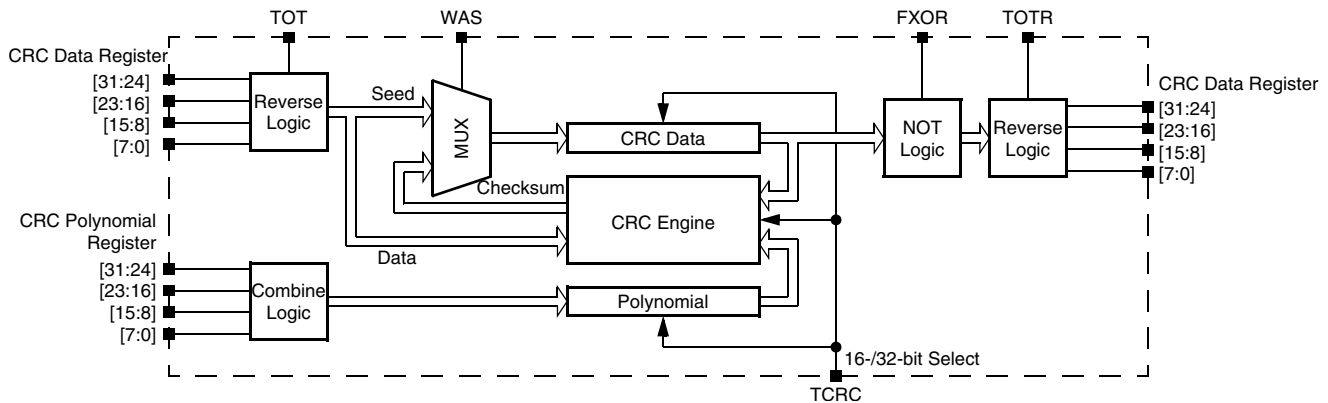 TOT
WAS
FXOR
TOTR
CRC Data Register
[31:24]
[23:16]
[15:8]
[7:0]
Reverse
Logic
Seed
MUX
CRC Data
NOT
Logic
Reverse
Logic
CRC Data Register
[31:24]
[23:16]
[15:8]
[7:0]
Checksum
CRC Engine
Data
CRC Polynomial
Register
[31:24]
[23:16]
[15:8]
[7:0]
Combine
Logic
Polynomial
16-/32-bit Select
TCRC